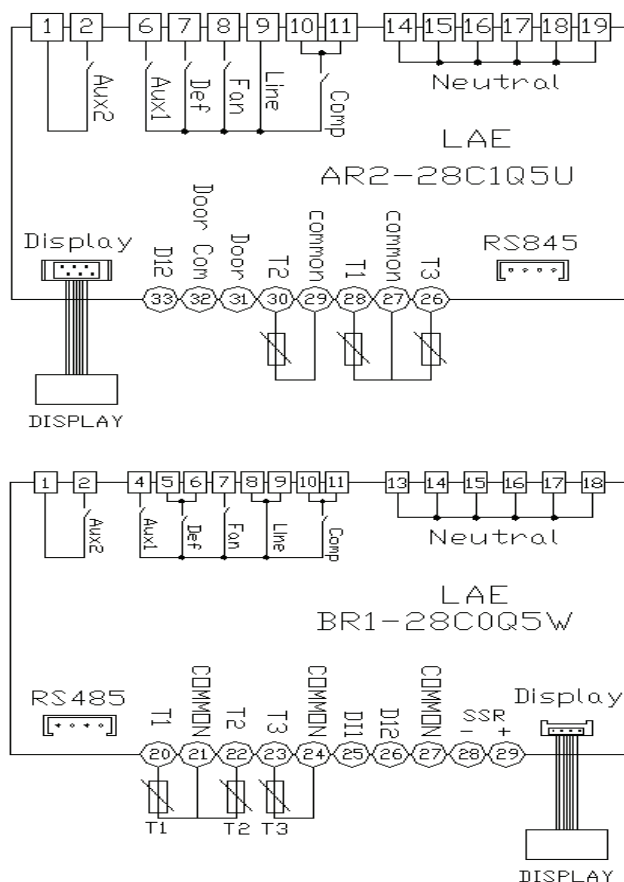 1 2 6 7 8 9 10 11 14 15 16 17 18 19
Aux2 Aux1 Def Fan Line Comp
Neutral
LAE
AR2-28C1Q5U
Display
D12 Door Com Door T2 common T1 common T3
RS845
33 32 31 30 29 28 27 26
DISPLAY
1 2 4 5 6 7 8 9 10 11 13 14 15 16 17 18
Aux2 Aux1 Def Fan Line Comp
Neutral
LAE
BR1-28C0Q5W
RS485
T1 COMMON T2 T3 COMMON DI1 D12 COMMON SSR
- +
Display
20 21 22 23 24 25 26 27 28 29
T1 T2 T3
DISPLAY